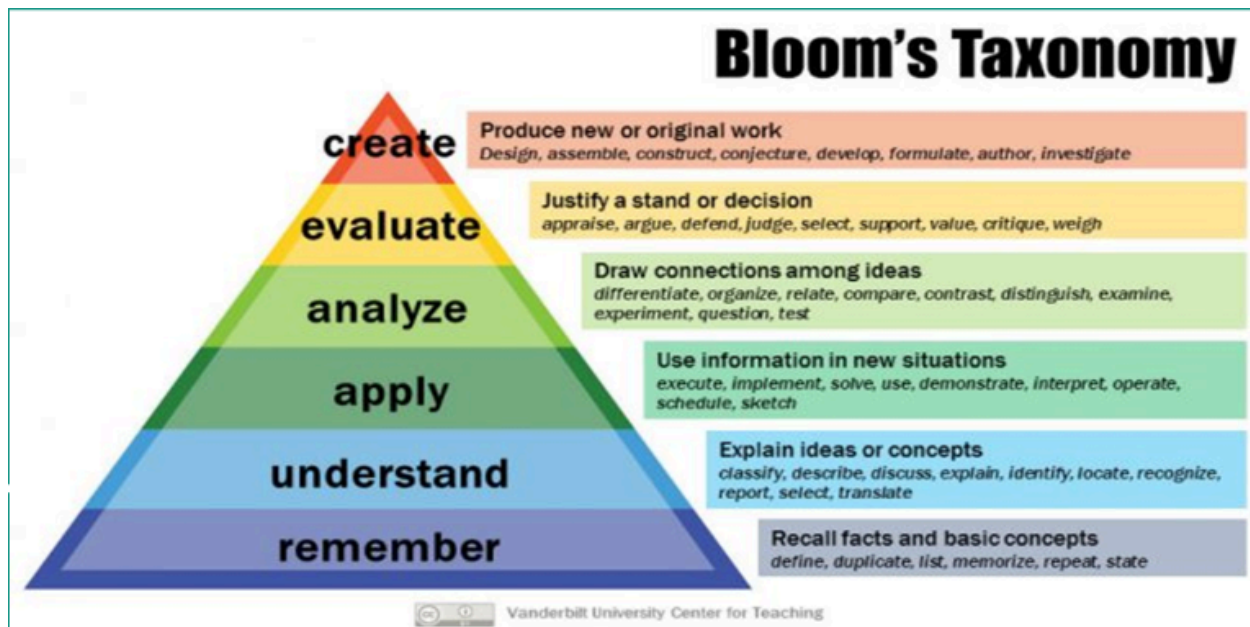 Bloom's Taxonomy
create
Produce new or original work
Design, assemble, construct, conjecture, develop, formulate, author, investigate
evaluate
Justify a stand or decision
appraise, argue, defend, judge, select, support, value, critique, weigh
analyze
Draw connections among ideas
differentiate, organize, relate, compare, contrast, distinguish, examine,
experiment, question, test
apply
Use information in new situations
execute, implement, solve, use, demonstrate, interpret, operate,
schedule, sketch
understand
Explain ideas or concepts
classify, describe, discuss, explain, identify, locate, recognize,
report, select, translate
remember
Recall facts and basic concepts
define, duplicate, list, memorize, repeat, state
cc
Vanderbilt University Center for Teaching